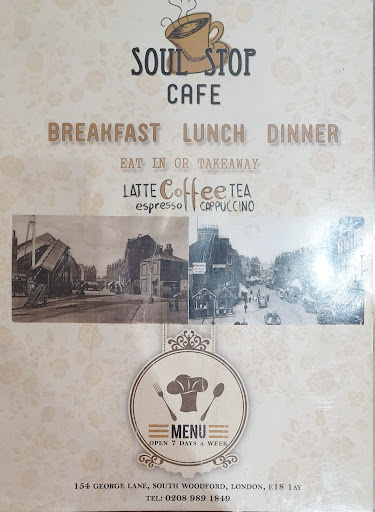 SOUL STOP
CAFE
BREAKFAST LUNCH DINNER
EAT IN OR TAKEAWAY
LATTE Coffee TEA
espresso CAPPUCCINO
MENU
OPEN 7 DAYS A WEEK
154 GEORGE LANE, SOUTH WOODFORD, LONDON, E18 1AY
TEL: 0208 989 1849